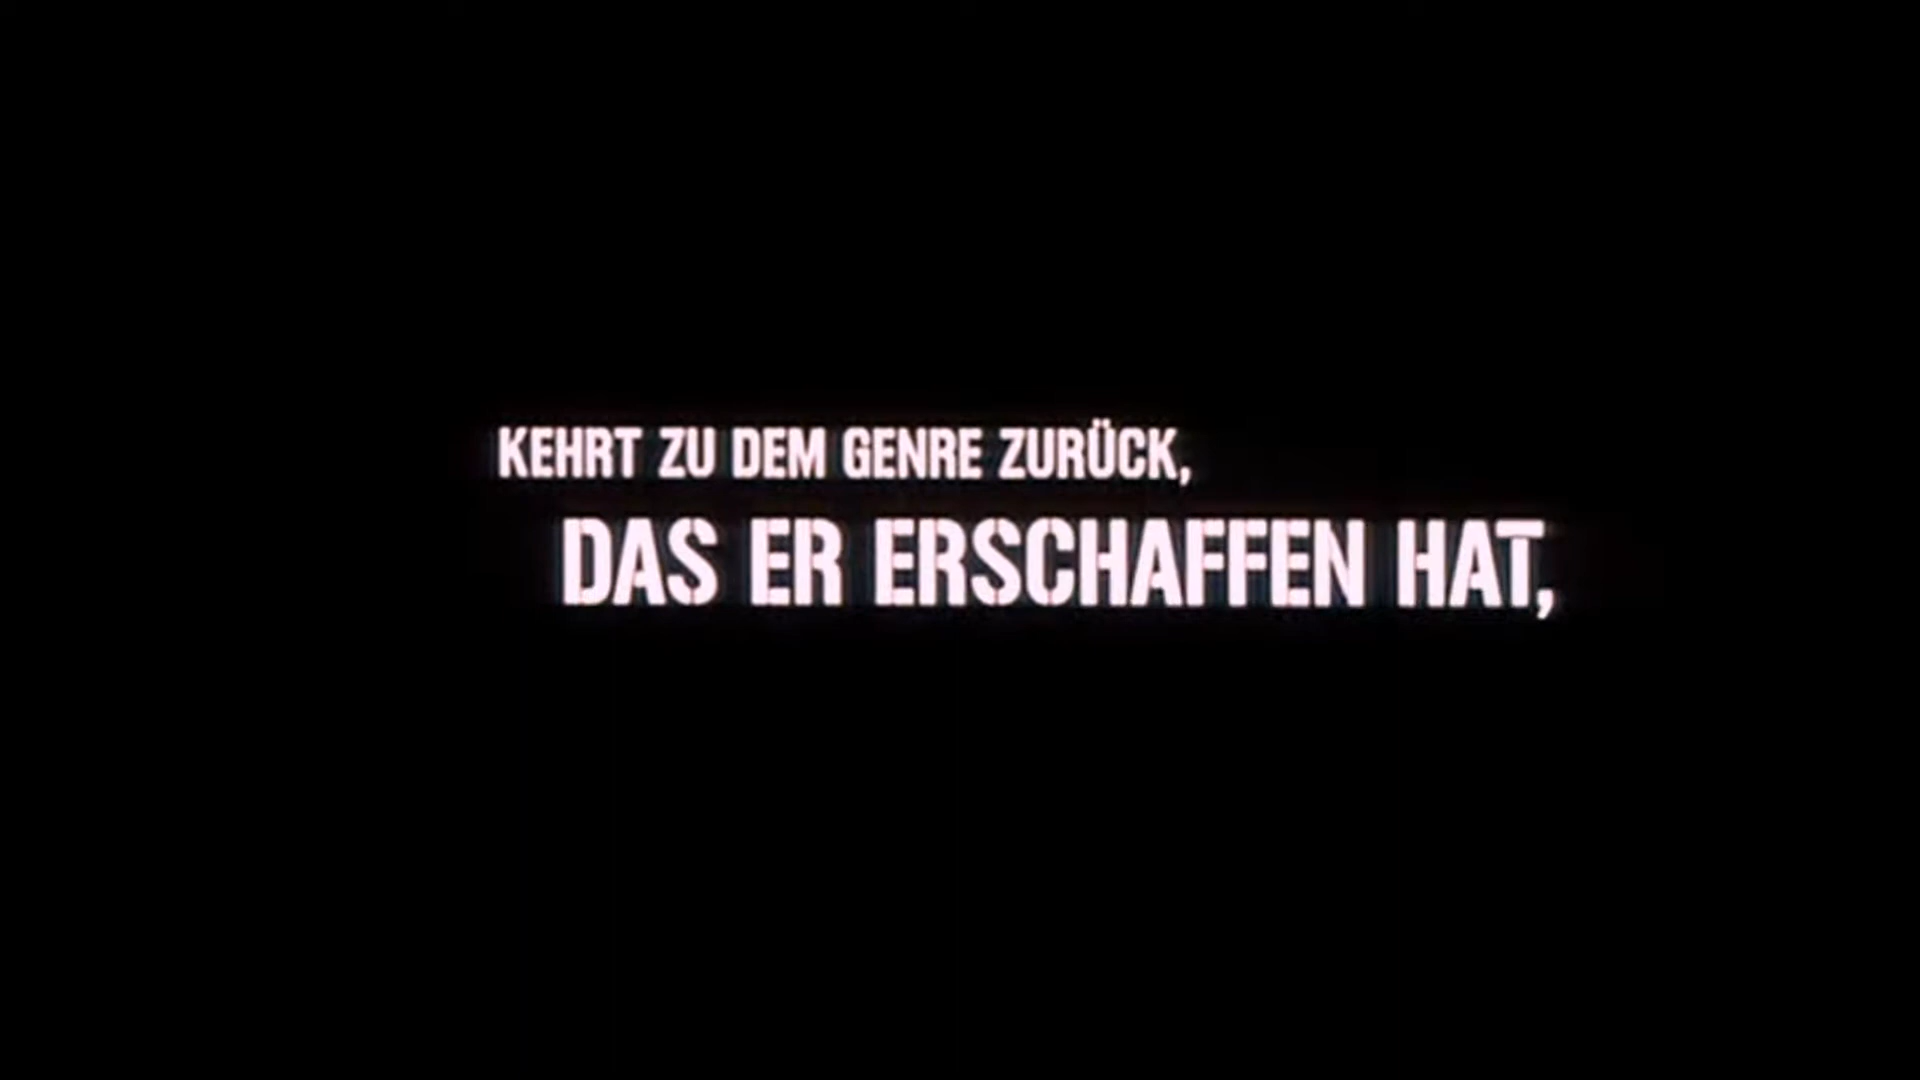 KEHRT ZU DEM GENRE ZURÜCK,
DAS ER ERSCHAFFEN HAT,